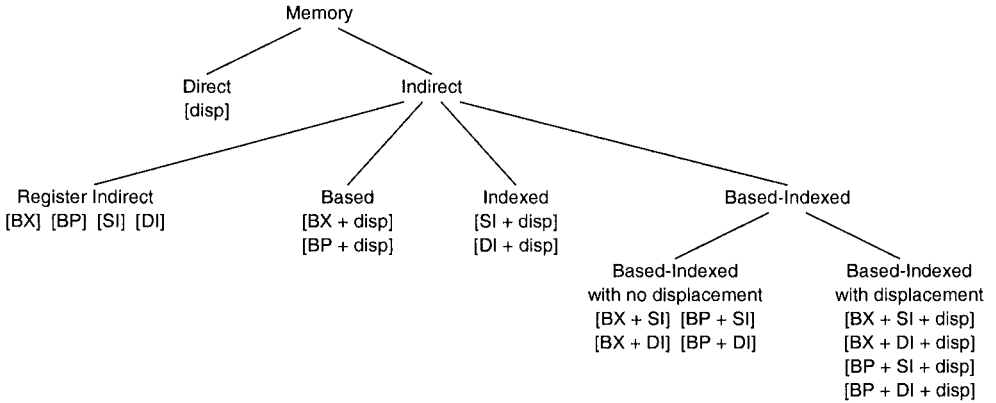 Memory
Direct
[disp]
Indirect
Register Indirect
[BX] [BP] [SI] [DI]
Based
[BX + disp]
[BP + disp]
Indexed
[SI + disp]
[DI + disp]
Based-Indexed
Based-Indexed
with no displacement
[BX + SI] [BP + SI]
[BX + DI] [BP + DI]
Based-Indexed
with displacement
[BX + SI + disp]
[BX + DI + disp]
[BP + SI + disp]
[BP + DI + disp]